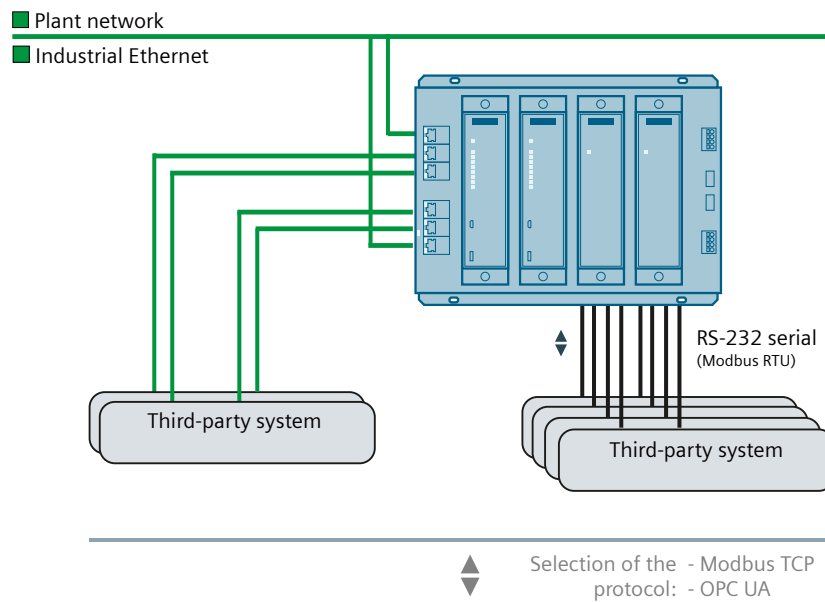 Plant network
Industrial Ethernet
RS-232 serial
(Modbus RTU)
Third-party system
Third-party system
Selection of the - Modbus TCP
protocol: - OPC UA